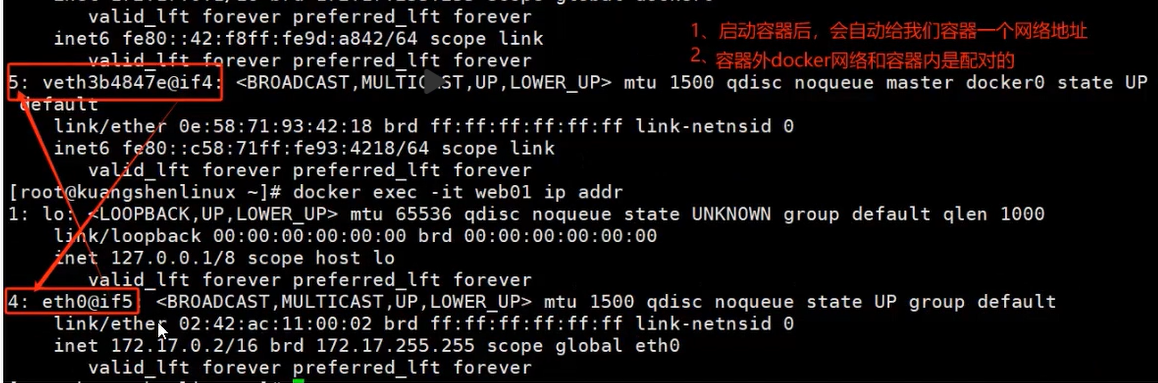 valid_lft forever preferred_lft forever
inet6 fe80::42:f8ff:fe9d:a842/64 scope link
valid_lft forever preferred_lft forever
1、启动容器后，会自动给我们容器一个网络地址
2、容器外docker网络和容器内是配对的
5: veth3b4847e@if4: <BROADCAST,MULTICAST,UP,LOWER_UP> mtu 1500 qdisc noqueue master docker0 state UP
default
link/ether 0e:58:71:93:42:18 brd ff:ff:ff:ff:ff:ff link-netnsid 0
inet6 fe80::c58:71ff:fe93:4218/64 scope link
valid_lft forever preferred_lft forever
[root@kuangshenlinux ~]# docker exec -it web01 ip addr
1: lo: <LOOPBACK,UP,LOWER_UP> mtu 65536 qdisc noqueue state UNKNOWN group default qlen 1000
link/loopback 00:00:00:00:00:00 brd 00:00:00:00:00:00
inet 127.0.0.1/8 scope host lo
valid_lft forever preferred_lft forever
4: eth0@if5: <BROADCAST,MULTICAST,UP,LOWER_UP> mtu 1500 qdisc noqueue state UP group default
link/ether 02:42:ac:11:00:02 brd ff:ff:ff:ff:ff:ff link-netnsid 0
inet 172.17.0.2/16 brd 172.17.255.255 scope global eth0
valid_lft forever preferred_lft forever